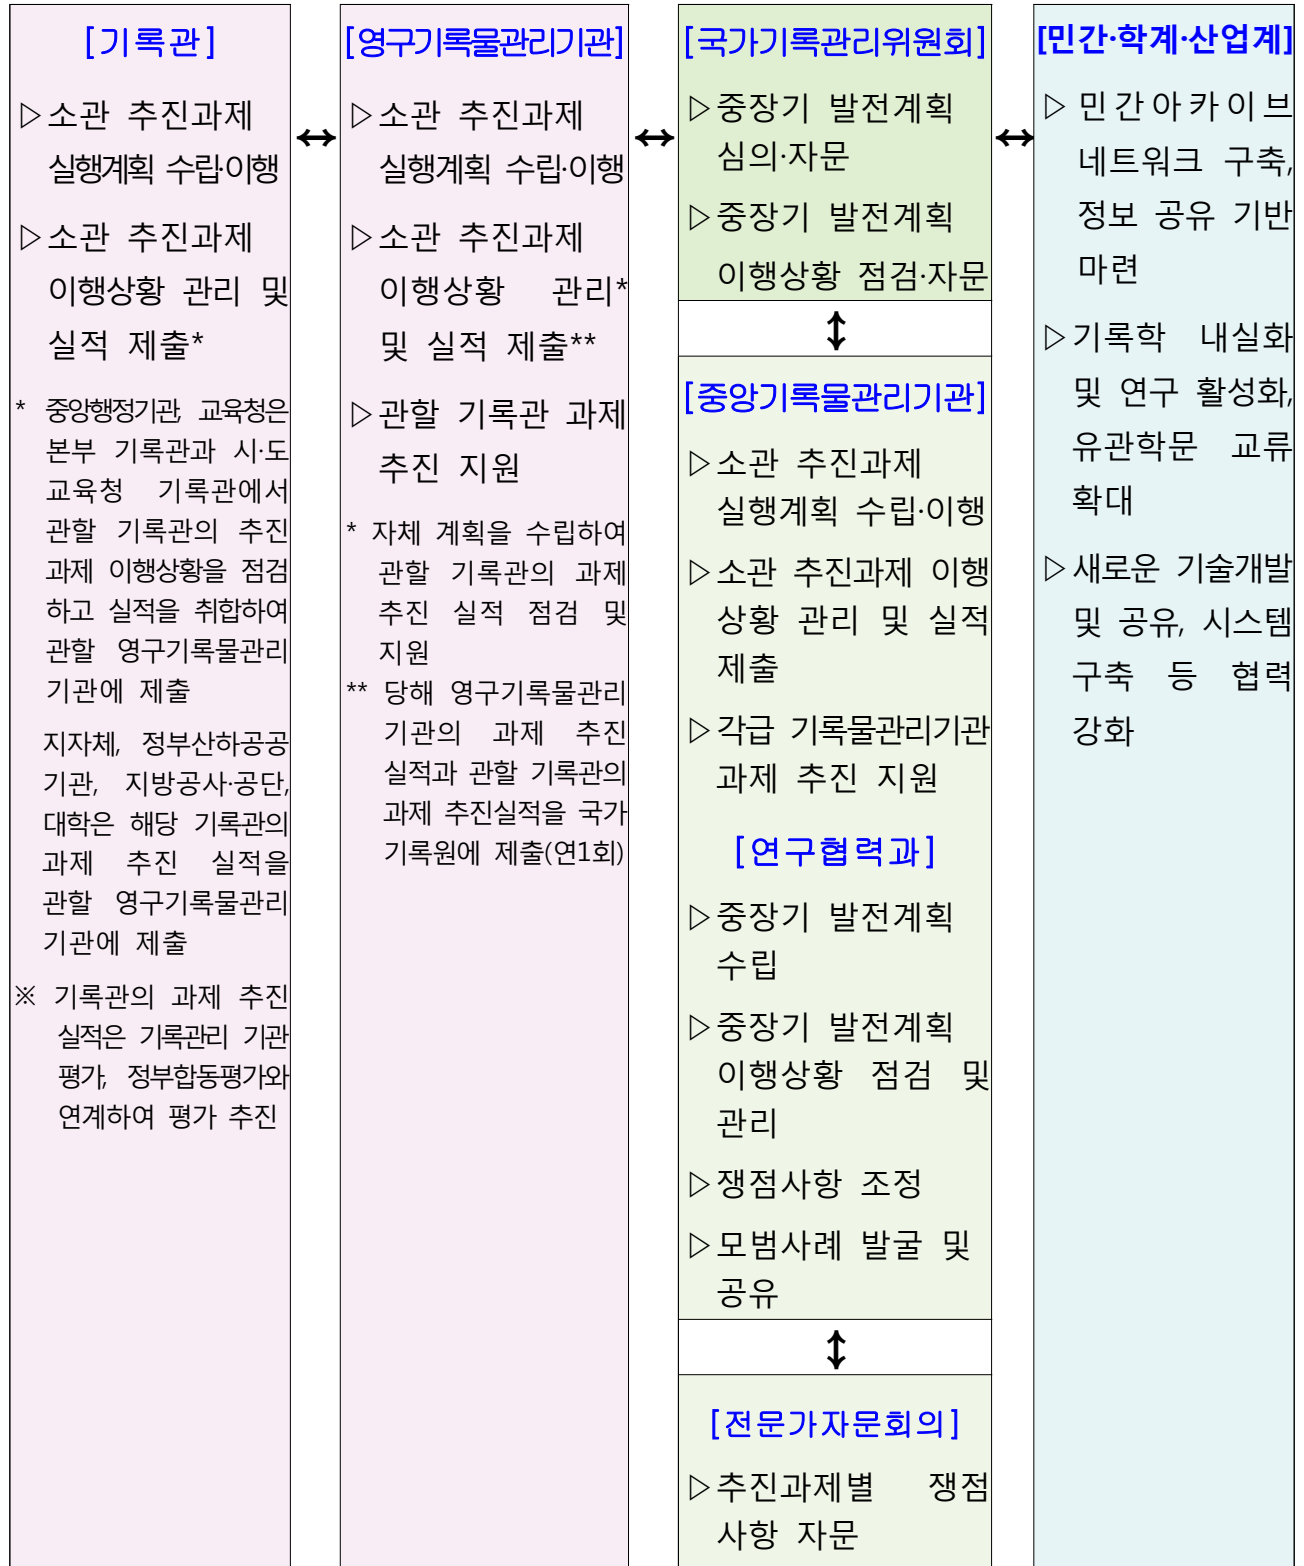 [기록관]
▷소관 추진과제
실행계획 수립·이행
▷소관 추진과제
이행상황 관리 및
실적 제출*
* 중앙행정기관, 교육청은
본부 기록관과 시·도
교육청 기록관에서
관할 기록관의 추진
과제 이행상황을 점검
하고 실적을 취합하여
관할 영구기록물관리
기관에 제출
지자체, 정부산하공공
기관, 지방공사·공단,
대학은 해당 기록관의
과제 추진 실적을
관할 영구기록물관리
기관에 제출
※ 기록관의 과제 추진
실적은 기록관리 기관
평가, 정부합동평가와
연계하여 평가 추진
↔
[영구기록물관리기관]
▷소관 추진과제
실행계획 수립·이행
▷소관 추진과제
이행상황 관리*
및 실적 제출**
▷관할 기록관 과제
추진 지원
* 자체 계획을 수립하여
관할 기록관의 과제
추진 실적 점검 및
지원
** 당해 영구기록물관리
기관의 과제 추진
실적과 관할 기록관의
과제 추진실적을 국가
기록원에 제출(연1회)
↔
[국가기록관리위원회]
▷중장기 발전계획
심의·자문
▷중장기 발전계획
이행상황 점검·자문
↕
[중앙기록물관리기관]
▷소관 추진과제
실행계획 수립·이행
▷소관 추진과제 이행
상황 관리 및 실적
제출
▷각급 기록물관리기관
과제 추진 지원
[연구협력과]
▷중장기 발전계획
수립
▷중장기 발전계획
이행상황 점검 및
관리
▷쟁점사항 조정
▷모범사례 발굴 및
공유
↕
[전문가자문회의]
▷추진과제별 쟁점
사항 자문
↔
[민간·학계·산업계]
▷민간아카이브
네트워크 구축,
정보 공유 기반
마련
▷기록학 내실화
및 연구 활성화,
유관학문 교류
확대
▷새로운 기술개발
및 공유, 시스템
구축 등 협력
강화